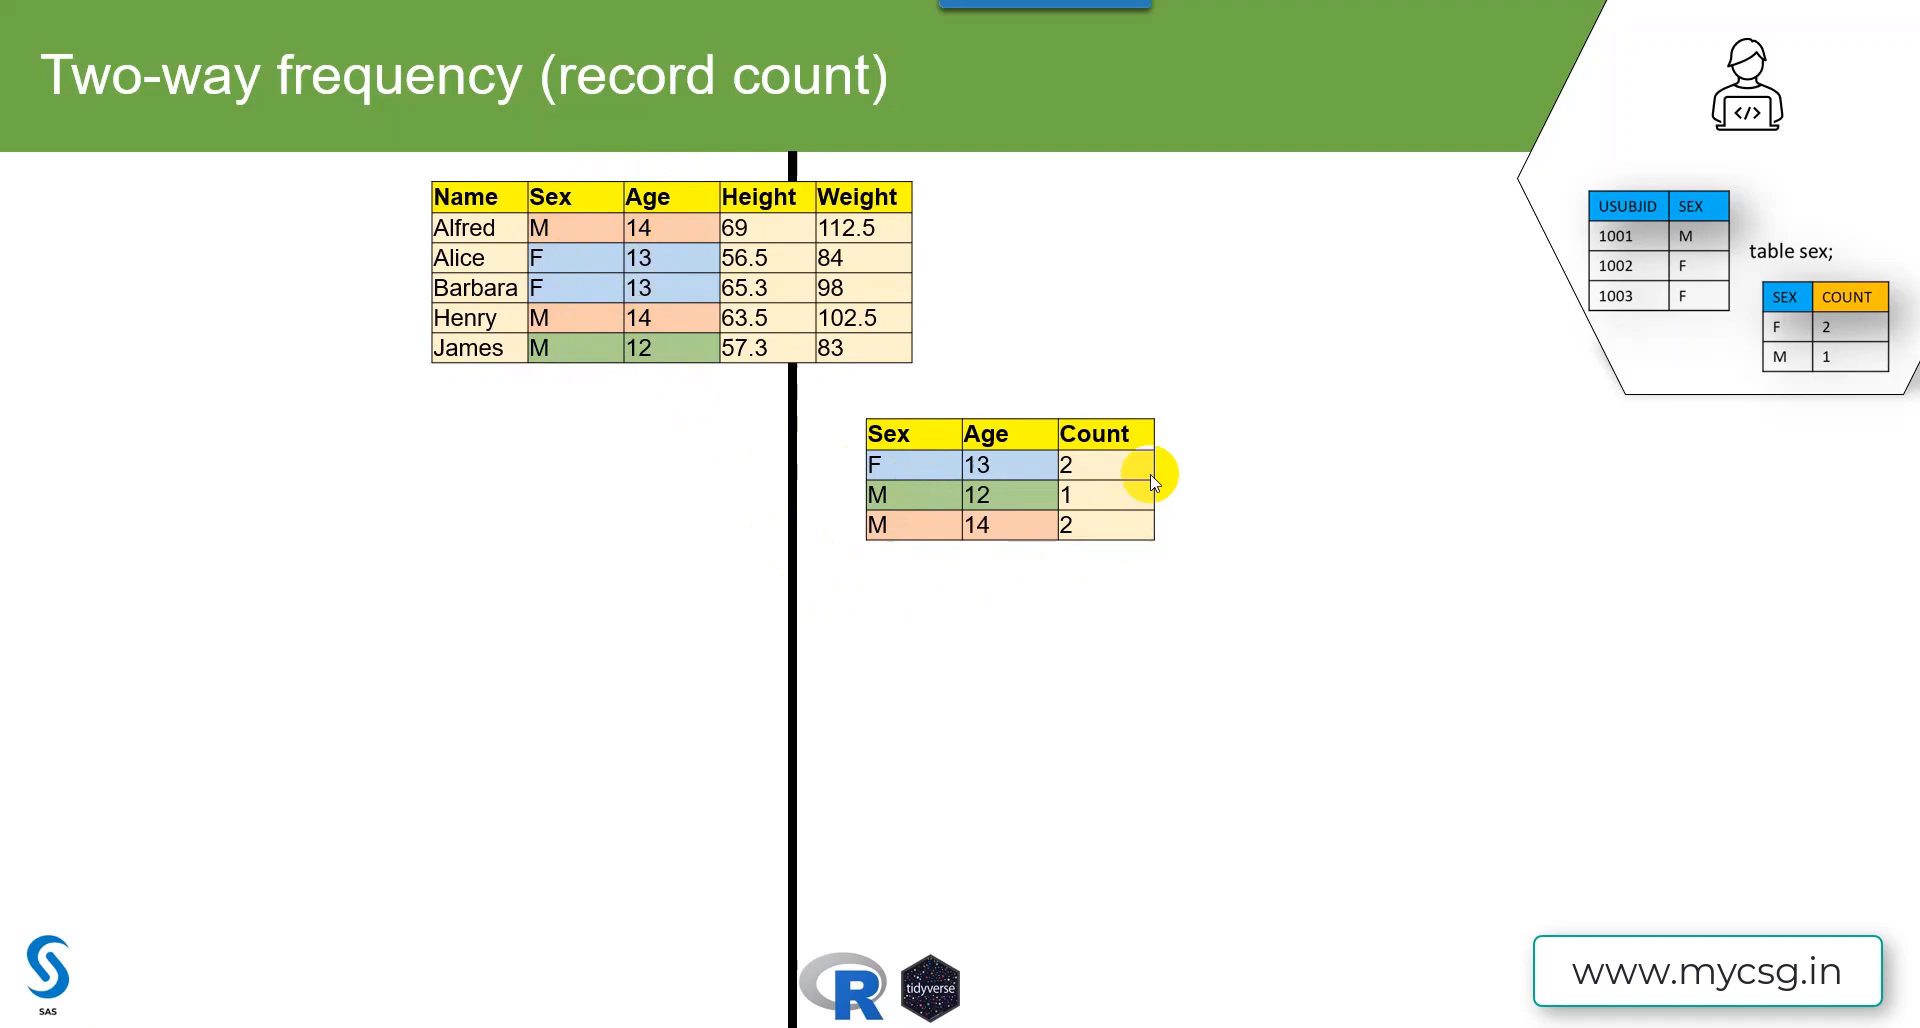 Two-way frequency (record count)
</>
Name Sex Age Height Weight
Alfred M 14 69 112.5
Alice F 13 56.5 84
Barbara F 13 65.3 98
Henry M 14 63.5 102.5
James M 12 57.3 83
USUBJID SEX
1001 M
1002 F
1003 F
table sex;
SEX COUNT
F 2
M 1
Sex Age Count
F 13 2
M 12 1
M 14 2
SAS
R
tidyverse
www.mycsg.in